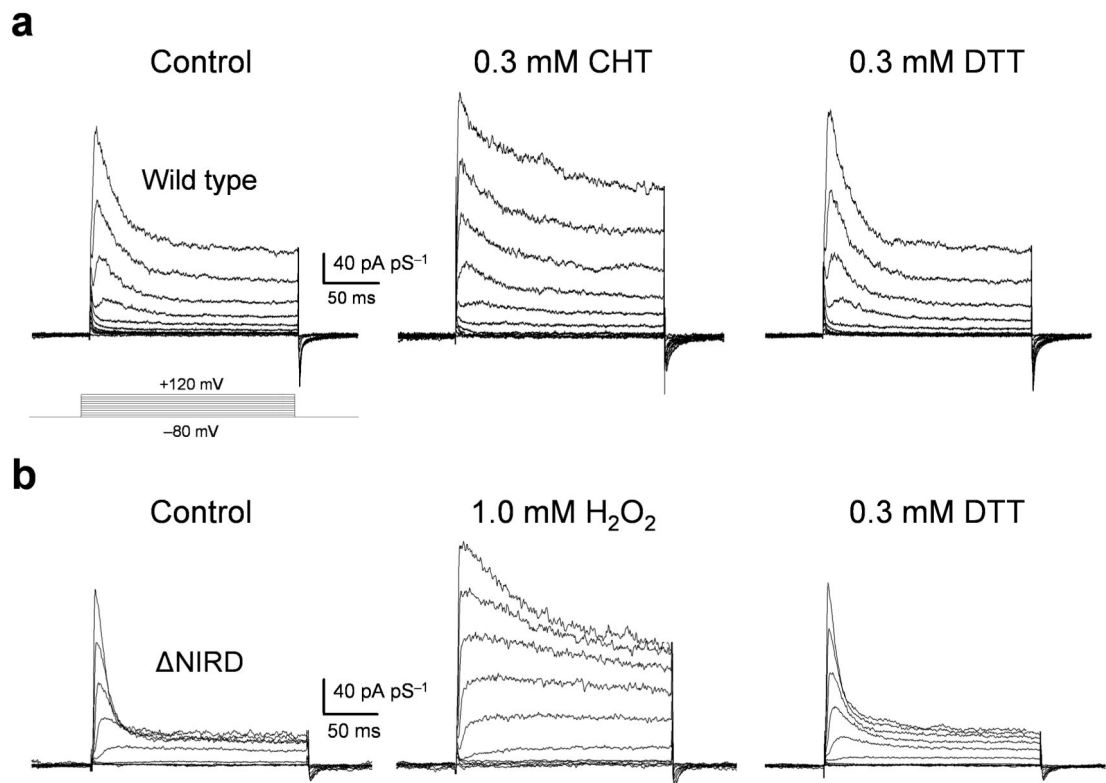 a
Control
0.3 mM CHT
0.3 mM DTT
Wild type
40 pA pS⁻¹
50 ms
+120 mV
–80 mV
b
Control
1.0 mM H₂O₂
0.3 mM DTT
ΔNIRD
40 pA pS⁻¹
50 ms